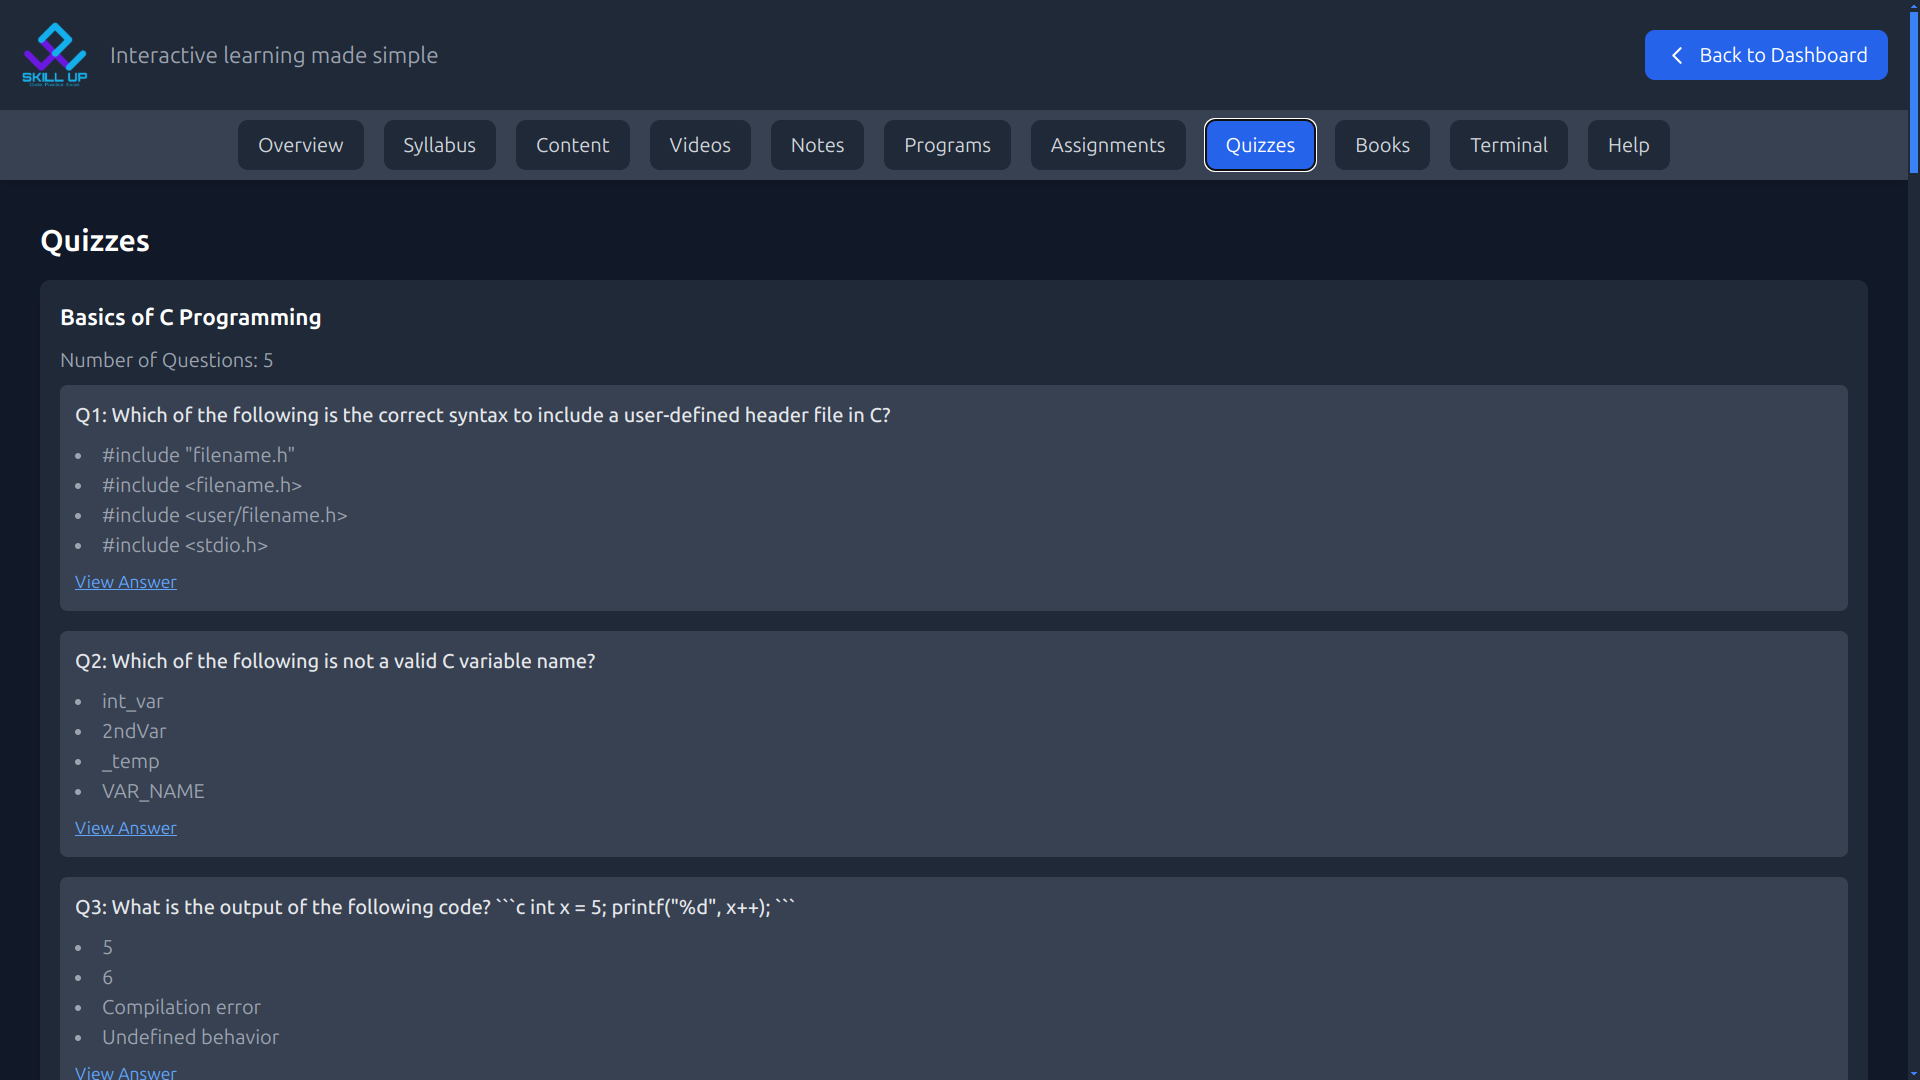 SKILL UP
Interactive learning made simple
Back to Dashboard
Overview
Syllabus
Content
Videos
Notes
Programs
Assignments
Quizzes
Books
Terminal
Help
Quizzes
Basics of C Programming
Number of Questions: 5
Q1: Which of the following is the correct syntax to include a user-defined header file in C?
#include "filename.h"
#include <filename.h>
#include <user/filename.h>
#include <stdio.h>
View Answer
Q2: Which of the following is not a valid C variable name?
int_var
2ndVar
_temp
VAR_NAME
View Answer
Q3: What is the output of the following code? ```c int x = 5; printf("%d", x++); ```
5
6
Compilation error
Undefined behavior
View Answer